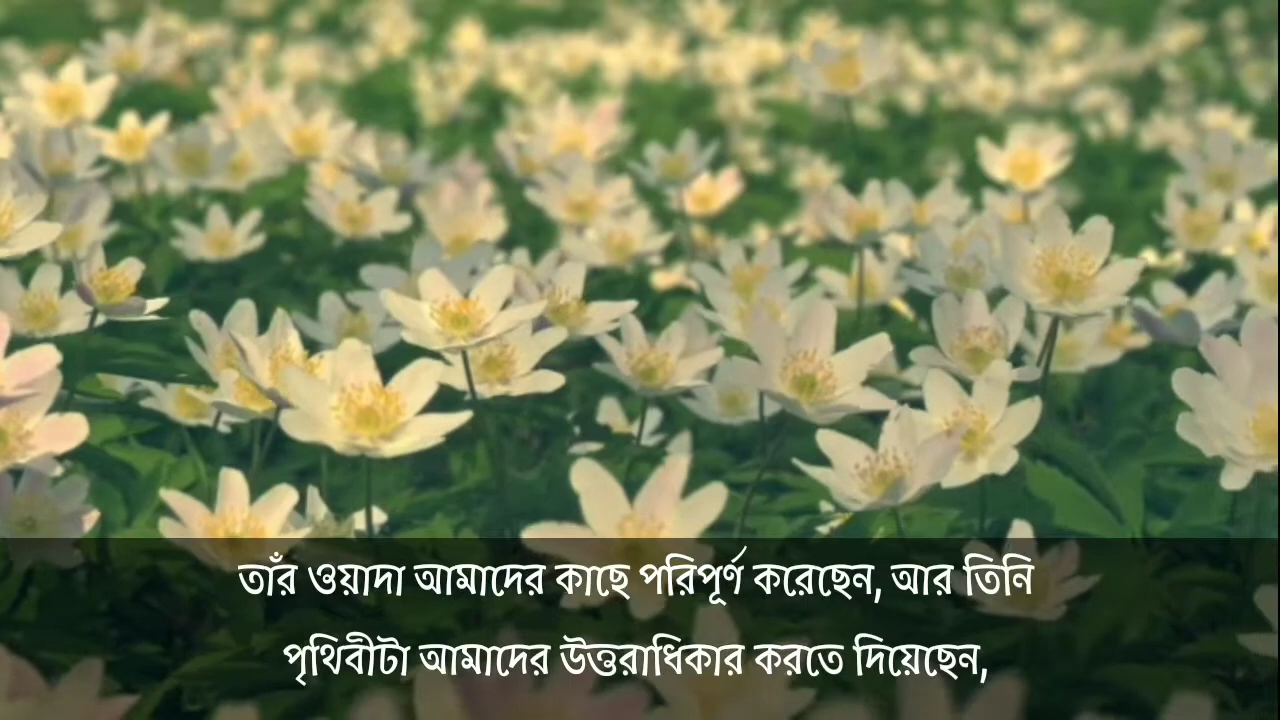 তাঁর ওয়াদা আমাদের কাছে পরিপূর্ণ করেছেন, আর তিনি
পৃথিবীটা আমাদের উত্তরাধিকার করতে দিয়েছেন,